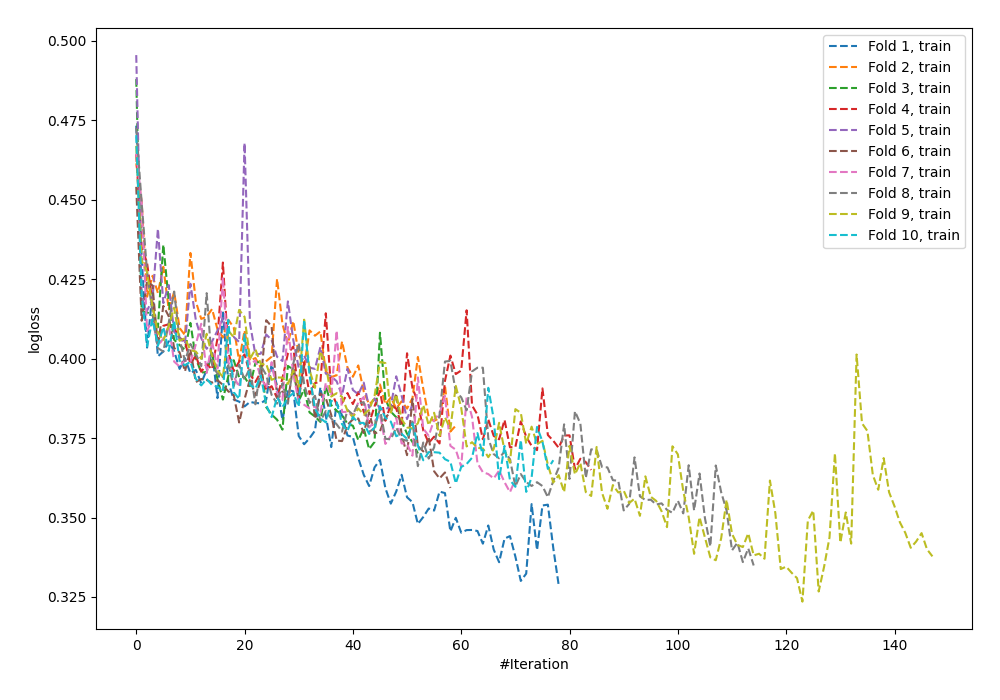 0.500
0.475
0.450
0.425
0.400
0.375
0.350
0.325
logloss
0 20 40 60 80 100 120 140
#Iteration
Fold 1, train
Fold 2, train
Fold 3, train
Fold 4, train
Fold 5, train
Fold 6, train
Fold 7, train
Fold 8, train
Fold 9, train
Fold 10, train